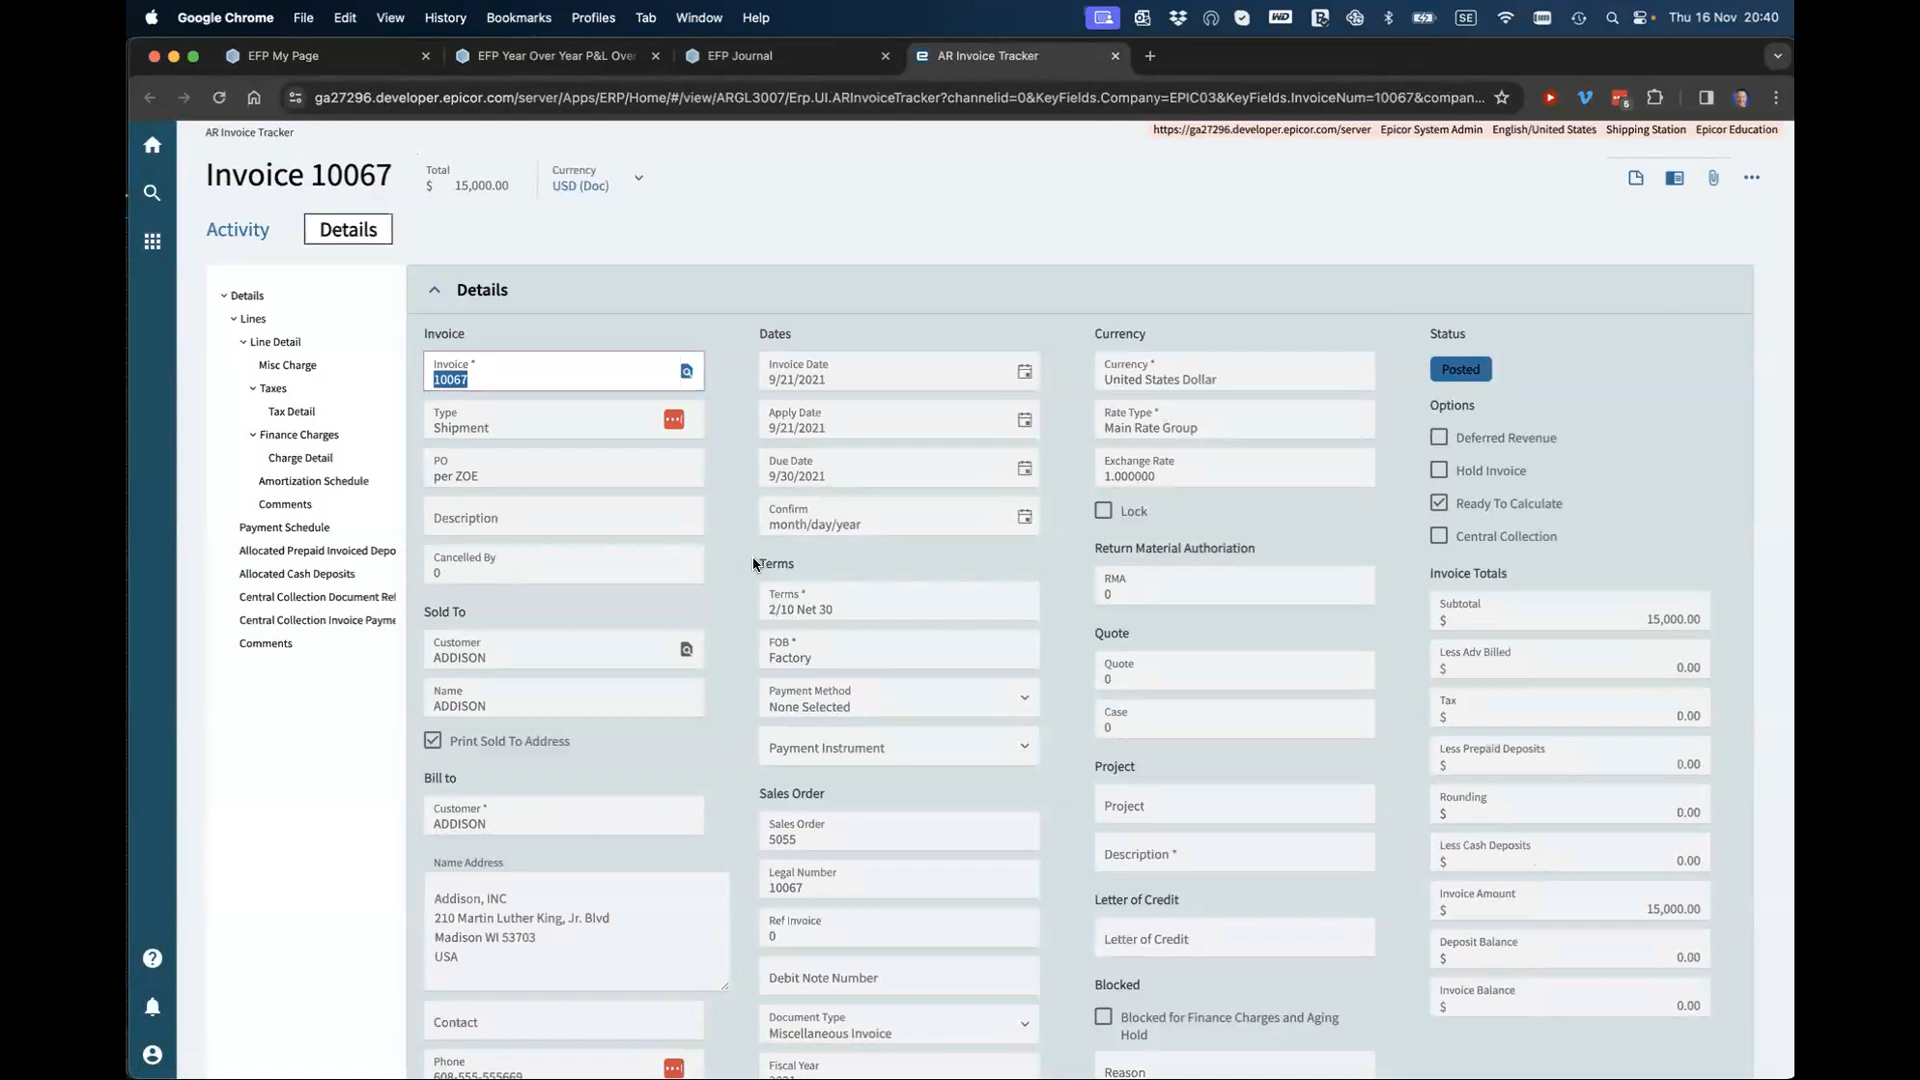 Google Chrome File Edit View History Bookmarks Profiles Tab Window Help WD SE Thu 16 Nov 20:40
EFP My Page EFP Year Over Year P&L Over EFP Journal AR Invoice Tracker
ga27296.developer.epicor.com/server/Apps/ERP/Home/#/view/ARGL3007/Erp.UI.ARInvoiceTracker?channelid=0&KeyFields.Company=EPIC03&KeyFields.InvoiceNum=10067&compan...
AR Invoice Tracker https://ga27296.developer.epicor.com/server Epicor System Admin English/United States Shipping Station Epicor Education
Invoice 10067
Total
$ 15,000.00
Currency
USD (Doc)
Activity Details
Details
Lines
Line Detail
Misc Charge
Taxes
Tax Detail
Finance Charges
Charge Detail
Amortization Schedule
Comments
Payment Schedule
Allocated Prepaid Invoiced Depo
Allocated Cash Deposits
Central Collection Document Ref
Central Collection Invoice Payme
Comments
Details
Invoice
Invoice *
10067
Type
Shipment
PO
per ZOE
Description
Cancelled By
0
Sold To
Customer
ADDISON
Name
ADDISON
Print Sold To Address
Bill to
Customer *
ADDISON
Name Address
Addison, INC
210 Martin Luther King, Jr. Blvd
Madison WI 53703
USA
Contact
Phone
608-555-555669
Dates
Invoice Date
9/21/2021
Apply Date
9/21/2021
Due Date
9/30/2021
Confirm
month/day/year
Terms
Terms *
2/10 Net 30
FOB *
Factory
Payment Method
None Selected
Payment Instrument
Sales Order
Sales Order
5055
Legal Number
10067
Ref Invoice
0
Debit Note Number
Document Type
Miscellaneous Invoice
Fiscal Year
2021
Currency
Currency *
United States Dollar
Rate Type *
Main Rate Group
Exchange Rate
1.000000
Lock
Return Material Authoriation
RMA
0
Quote
Quote
0
Case
0
Project
Project
Description *
Letter of Credit
Letter of Credit
Blocked
Blocked for Finance Charges and Aging
Hold
Reason
Status
Posted
Options
Deferred Revenue
Hold Invoice
Ready To Calculate
Central Collection
Invoice Totals
Subtotal
$ 15,000.00
Less Adv Billed
$ 0.00
Tax
$ 0.00
Less Prepaid Deposits
$ 0.00
Rounding
$ 0.00
Less Cash Deposits
$ 0.00
Invoice Amount
$ 15,000.00
Deposit Balance
$ 0.00
Invoice Balance
$ 0.00